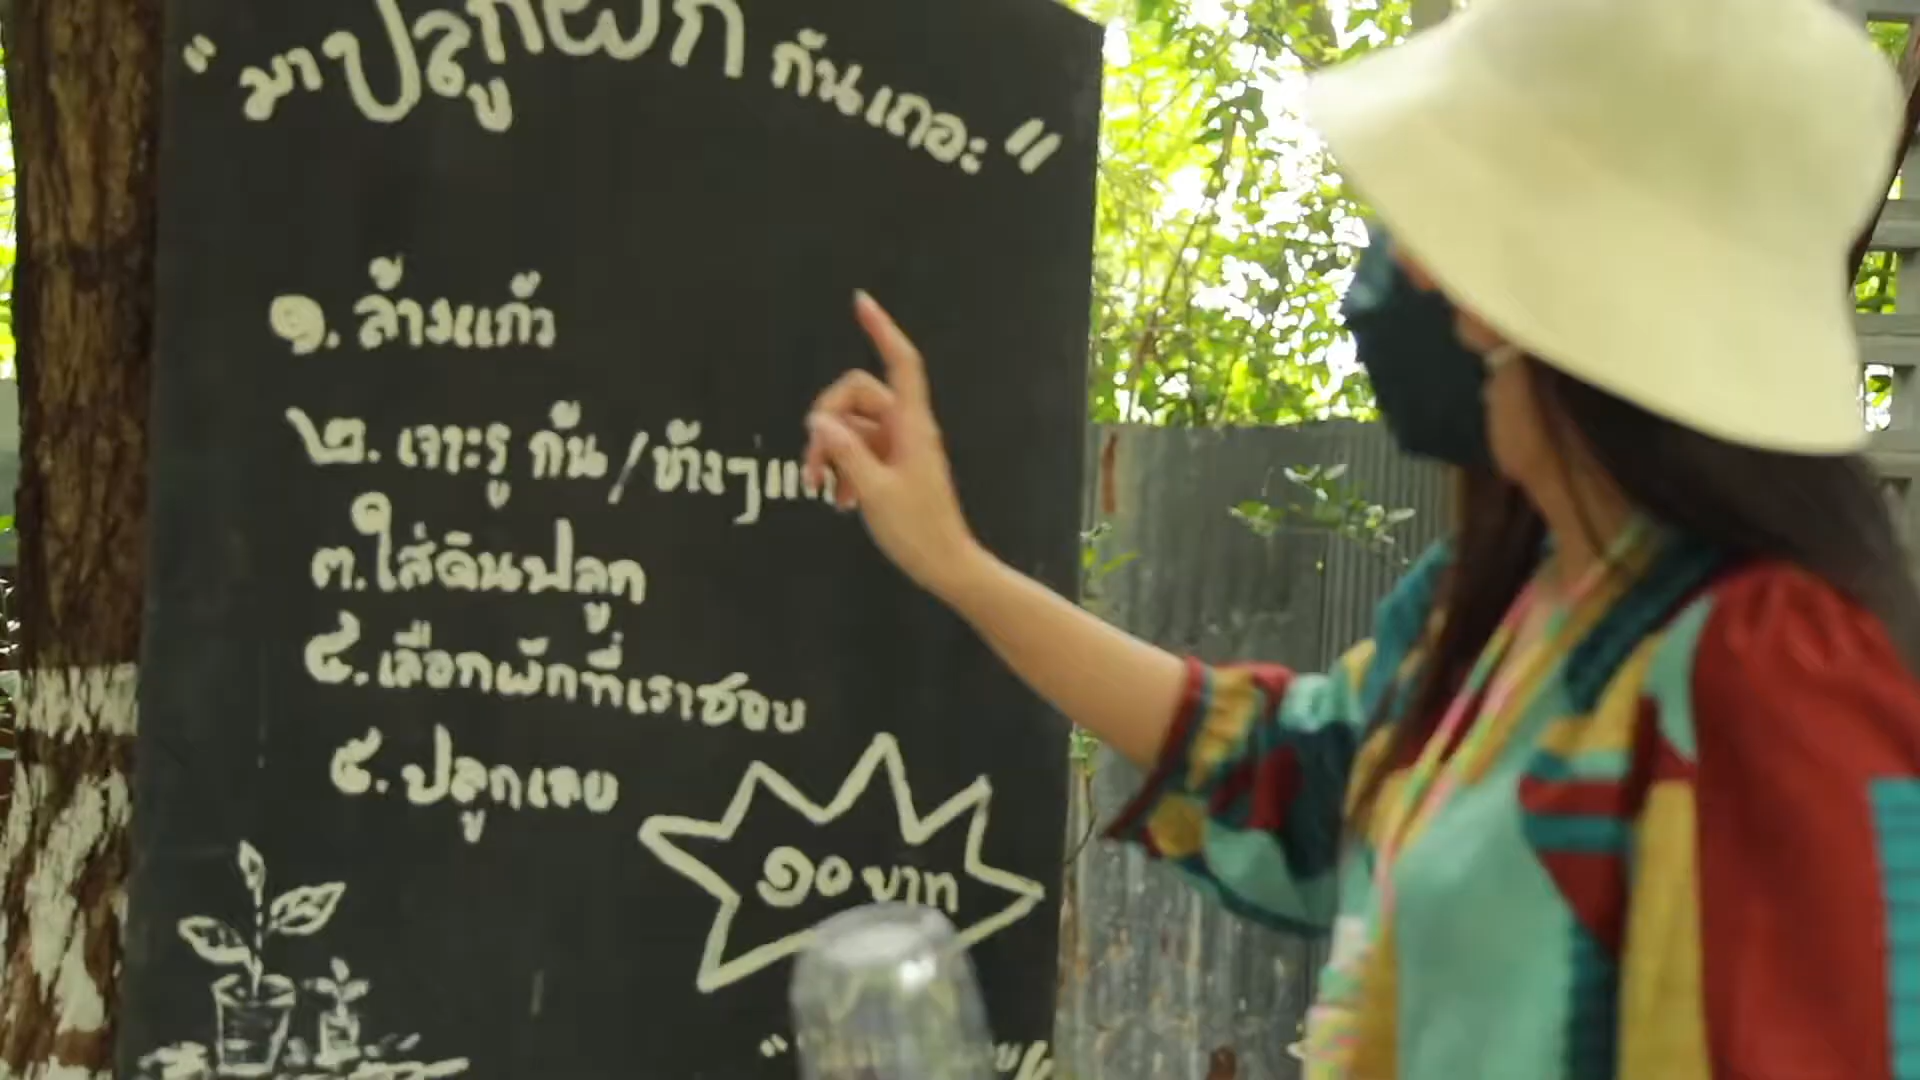 "มาปลูกผัก กันเถอะ"
๑. ล้างแก้ว
๒. เจาะรู ก้น / ข้างๆ
๓. ใส่ดินปลูก
๔. เลือกผักที่เราชอบ
๕. ปลูกเลย
๑๐ บาท